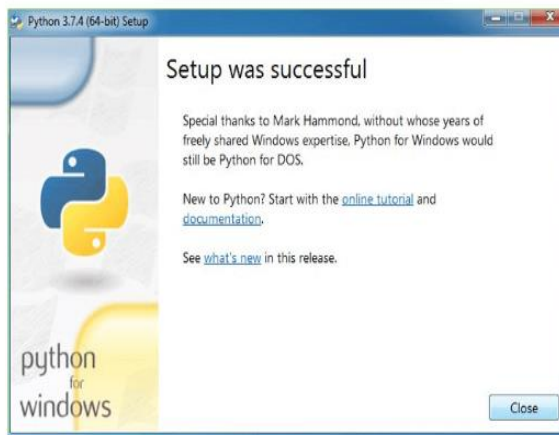 Python 3.7.4 (64-bit) Setup
Setup was successful
Special thanks to Mark Hammond, without whose years of
freely shared Windows expertise, Python for Windows would
still be Python for DOS.
New to Python? Start with the online tutorial and
documentation.
See what's new in this release.
python
for
windows
Close